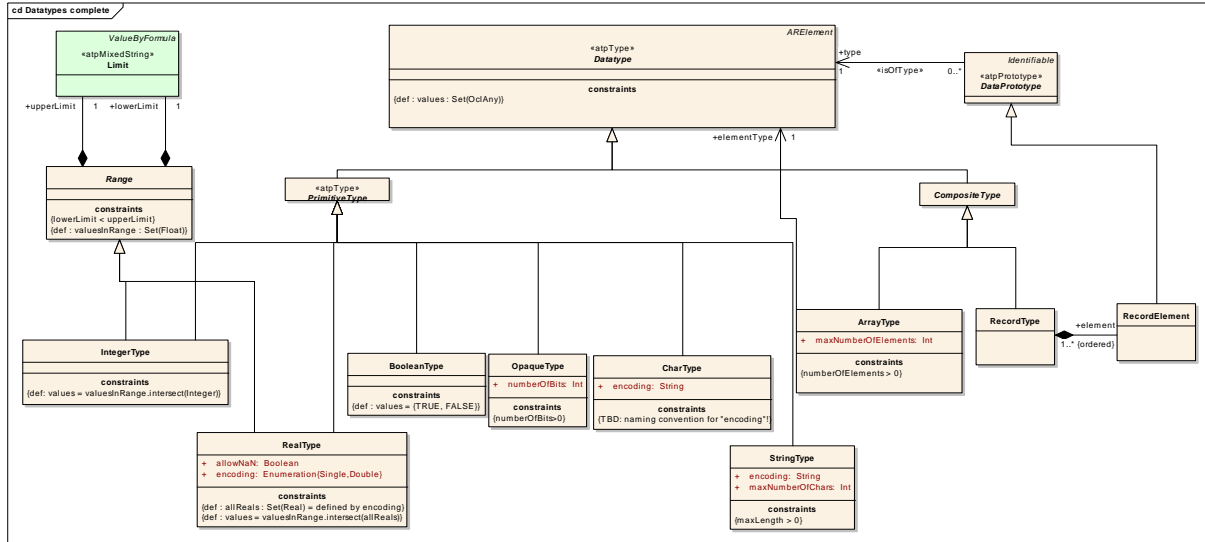 cd Datatypes complete
ValueByFormula
«atpMixedString»
Limit
+upperLimit
1
+lowerLimit
1
Range
constraints
{lowerLimit < upperLimit}
{def : valuesInRange : Set(Float)}
ARElement
«atpType»
Datatype
constraints
{def : values : Set(OclAny)}
+type
1
«isOfType»
0..*
Identifiable
«atpPrototype»
DataPrototype
+elementType
1
«atpType»
PrimitiveType
CompositeType
IntegerType
constraints
{def: values = valuesInRange.intersect(Integer)}
RealType
+ allowNaN: Boolean
+ encoding: Enumeration(Single,Double)
constraints
{def : allReals : Set(Real) = defined by encoding}
{def : values = valuesInRange.intersect(allReals)}
BooleanType
constraints
{def : values = {TRUE, FALSE}}
OpaqueType
+ numberOfBits: Int
constraints
{numberOfBits>0}
CharType
+ encoding: String
constraints
{TBD: naming convention for "encoding"!}
StringType
+ encoding: String
+ maxNumberOfChars: Int
constraints
{maxLength > 0}
ArrayType
+ maxNumberOfElements: Int
constraints
{numberOfElements > 0}
RecordType
+element
1..* {ordered}
RecordElement